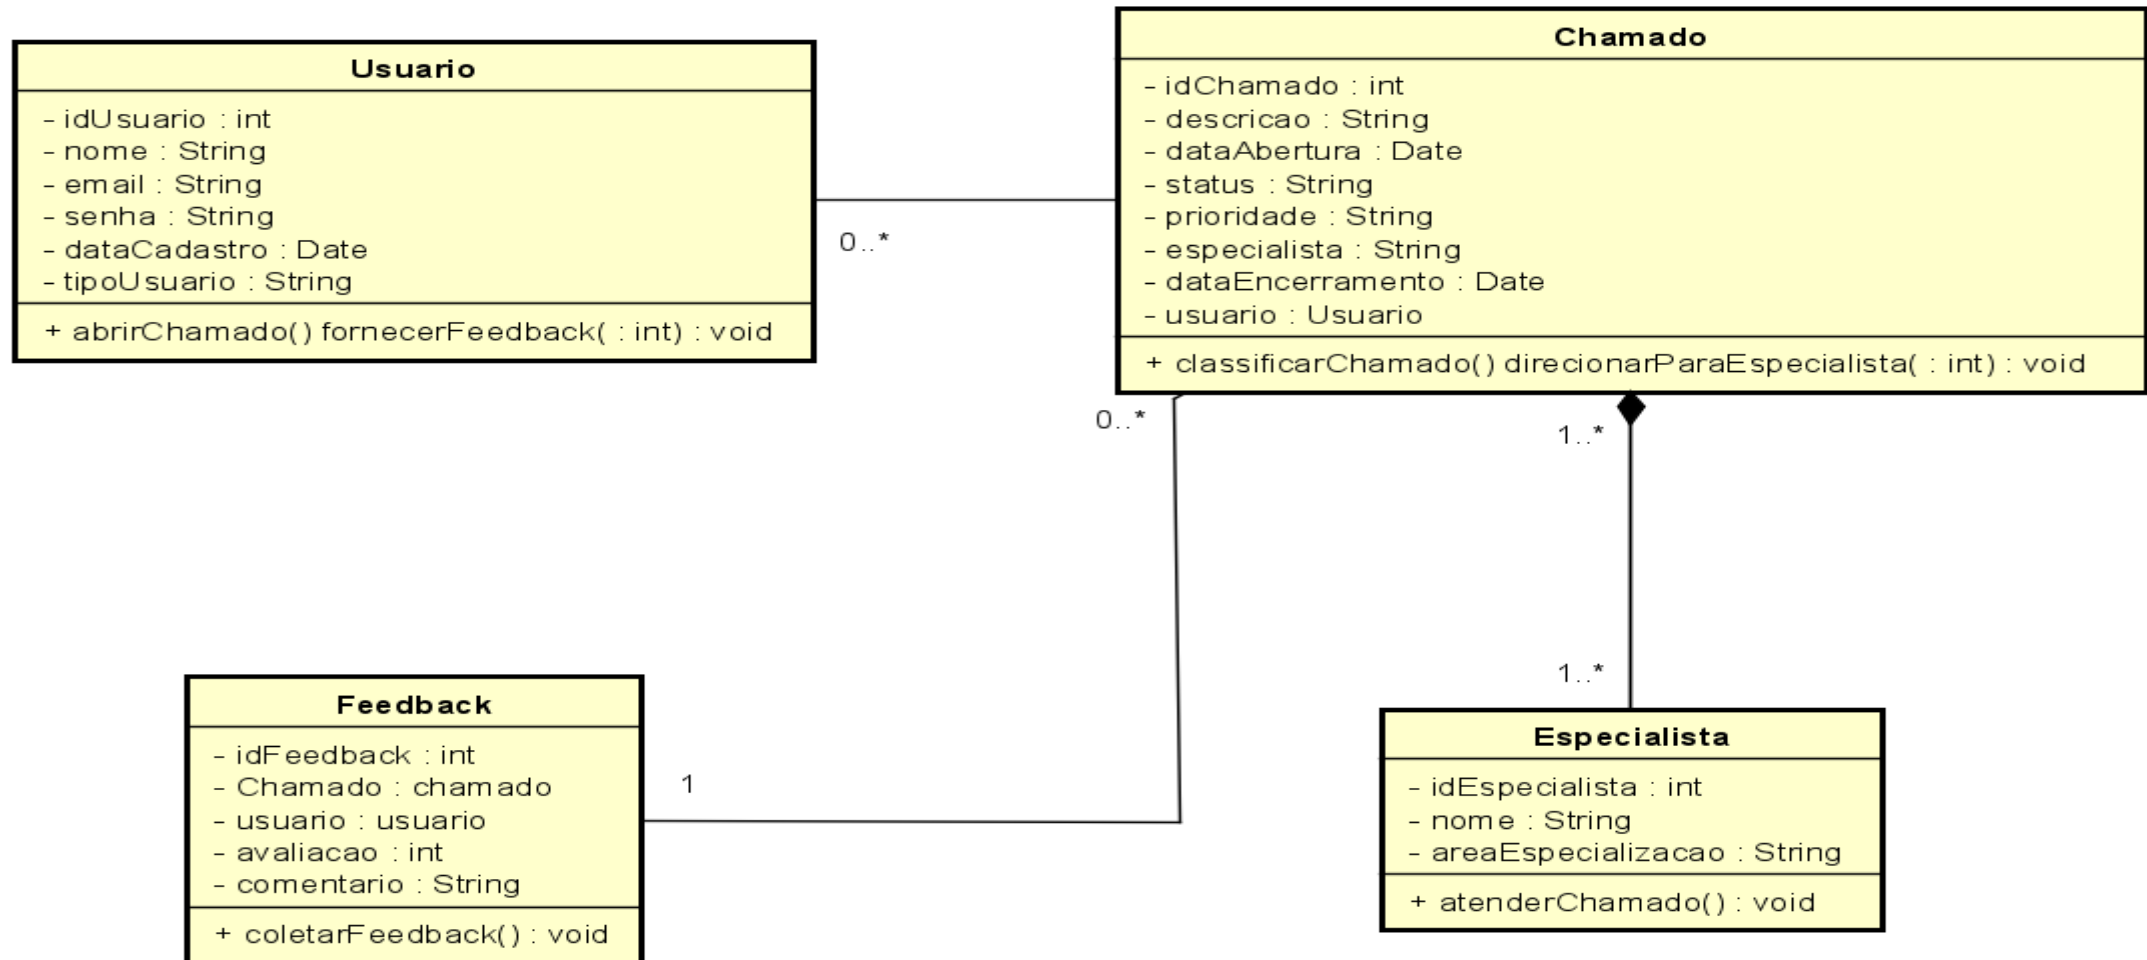 Usuario
- idUsuario : int
- nome : String
- email : String
- senha : String
- dataCadastro : Date
- tipoUsuario : String
+ abrirChamado() fornecerFeedback( : int) : void
0..*
Chamado
- idChamado : int
- descricao : String
- dataAbertura : Date
- status : String
- prioridade : String
- especialista : String
- dataEncerramento : Date
- usuario : Usuario
+ classificarChamado() direcionarParaEspecialista( : int) : void
0..*
1..*
1..*
Feedback
- idFeedback : int
- Chamado : chamado
- usuario : usuario
- avaliacao : int
- comentario : String
+ coletarFeedback() : void
1
Especialista
- idEspecialista : int
- nome : String
- areaEspecializacao : String
+ atenderChamado() : void